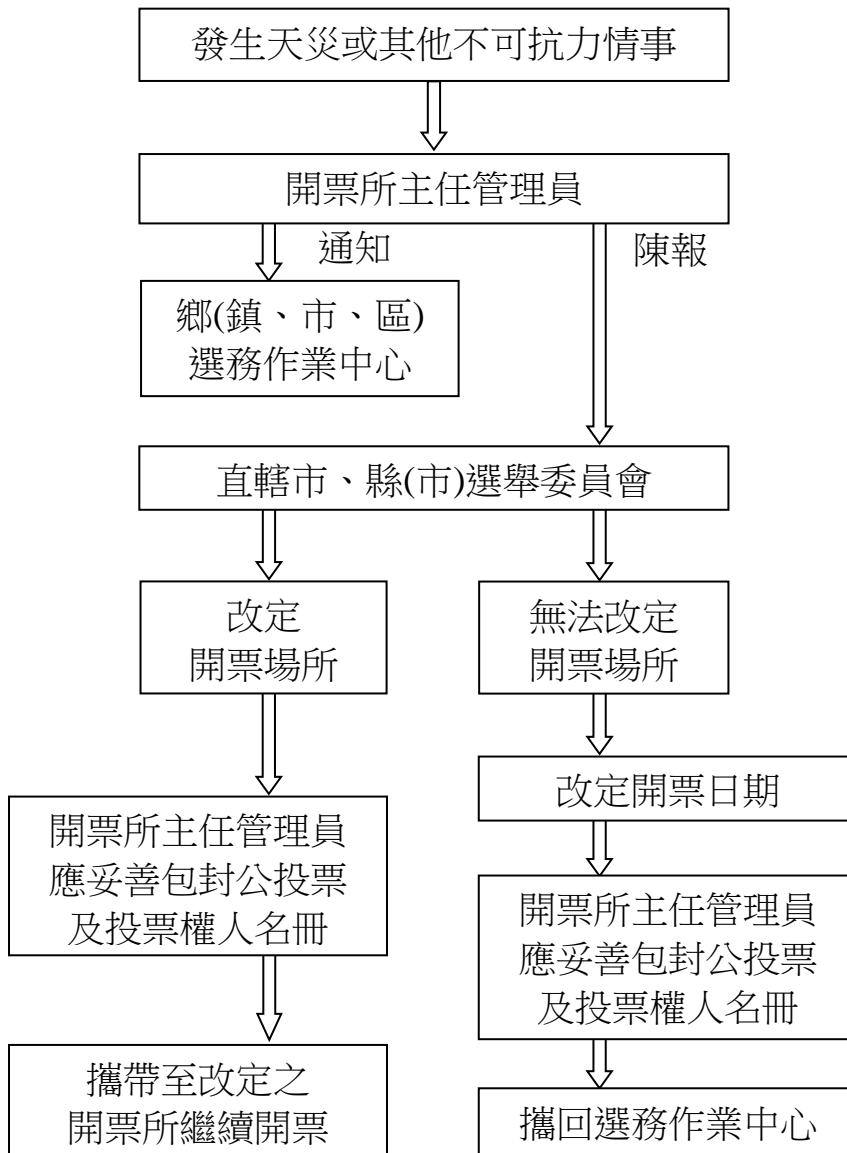 發生天災或其他不可抗力情事
開票所主任管理員
通知
陳報
鄉(鎮、市、區)
選務作業中心
直轄市、縣(市)選舉委員會
改定
開票場所
無法改定
開票場所
改定開票日期
開票所主任管理員
應妥善包封公投票
及投票權人名冊
開票所主任管理員
應妥善包封公投票
及投票權人名冊
攜帶至改定之
開票所繼續開票
攜回選務作業中心